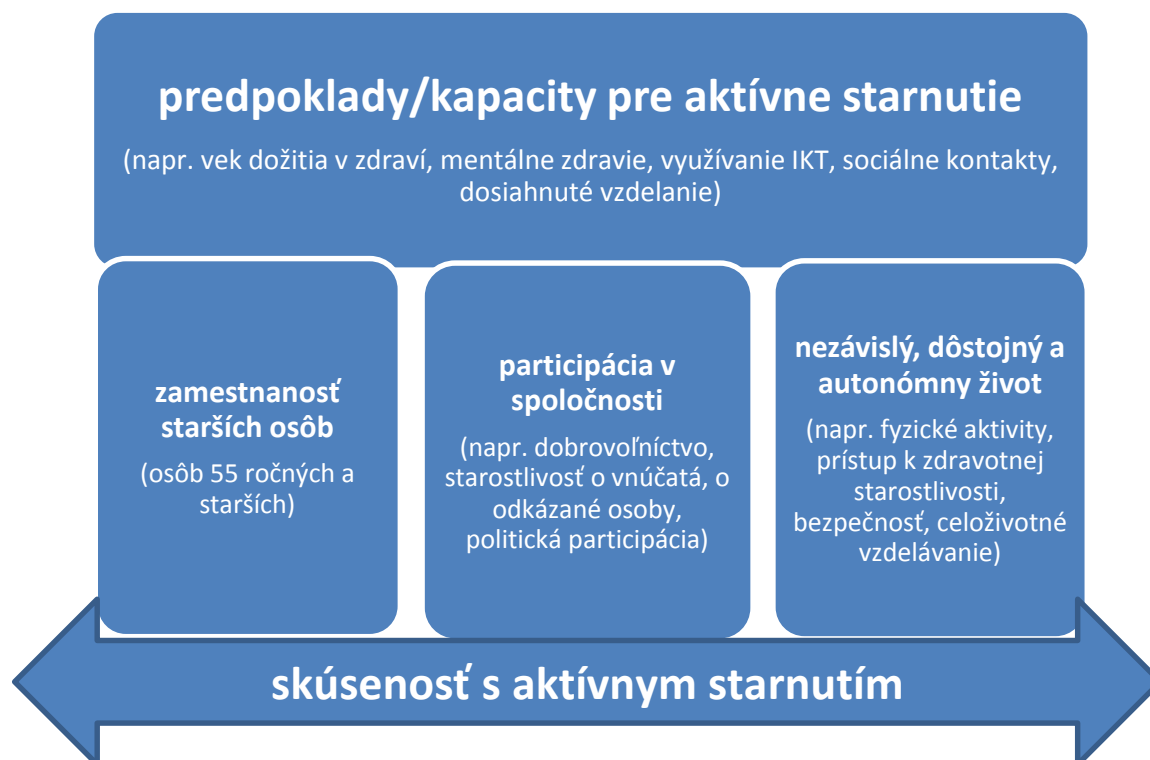 predpoklady/kapacity pre aktívne starnutie
(napr. vek dožitia v zdraví, mentálne zdravie, využívanie IKT, sociálne kontakty,
dosiahnuté vzdelanie)
zamestnanosť
starších osôb
(osôb 55 ročných a
starších)
participácia v
spoločnosti
(napr. dobrovoľníctvo,
starostlivosť o vnúčatá, o
odkázané osoby,
politická participácia)
nezávislý, dôstojný a
autonómny život
(napr. fyzické aktivity,
prístup k zdravotnej
starostlivosti,
bezpečnosť, celoživotné
vzdelávanie)
skúsenosť s aktívnym starnutím